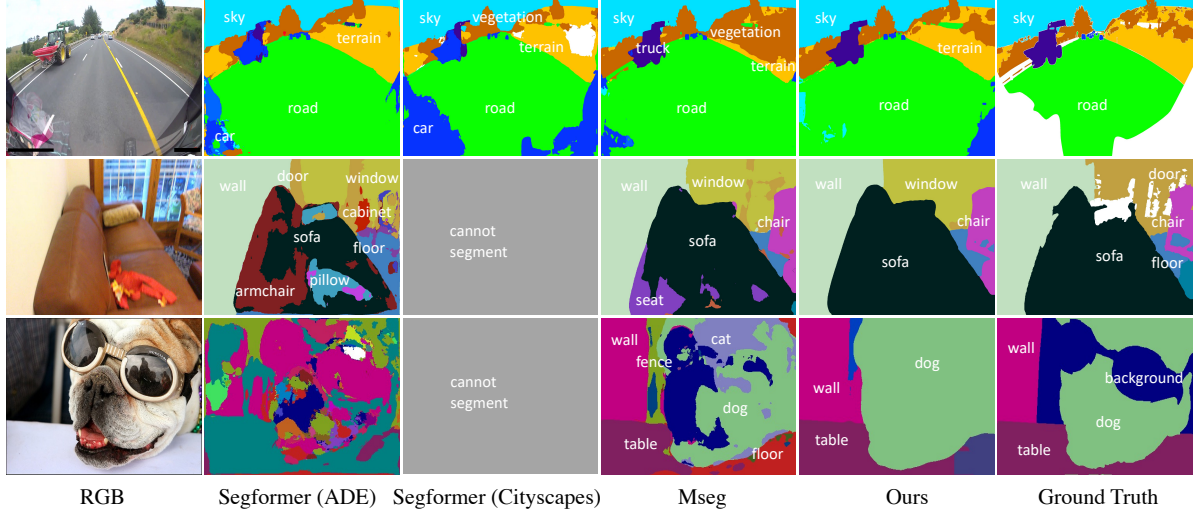 sky
terrain
road
car
sky
vegetation
terrain
road
car
sky
truck
vegetation
terrain
road
sky
terrain
road
sky
terrain
road
wall
door
window
cabinet
sofa
floor
pillow
armchair
cannot
segment
wall
window
chair
sofa
seat
wall
window
chair
sofa
wall
door
chair
sofa
floor
cannot
segment
wall
cat
fence
dog
table
floor
dog
wall
table
wall
background
dog
table
RGB
Segformer (ADE)
Segformer (Cityscapes)
Mseg
Ours
Ground Truth